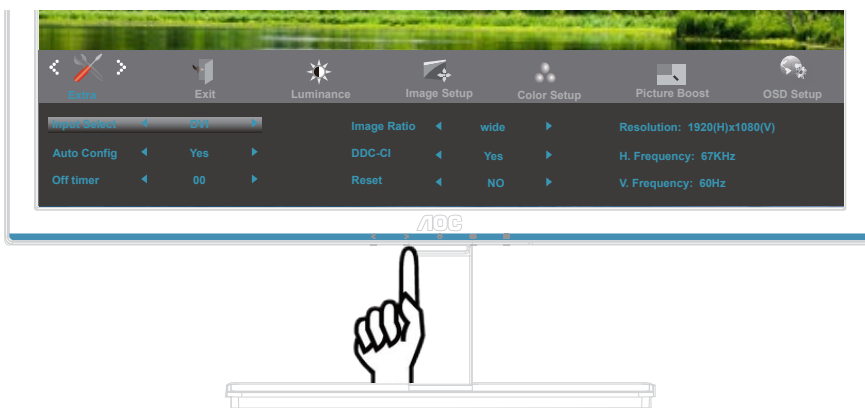 Extra Exit Luminance Image Setup Color Setup Picture Boost OSD Setup
Input Select DVI Image Ratio wide Resolution: 1920(H)x1080(V)
Auto Config Yes DDC-CI Yes H. Frequency: 67KHz
Off timer 00 Reset NO V. Frequency: 60Hz
AOC